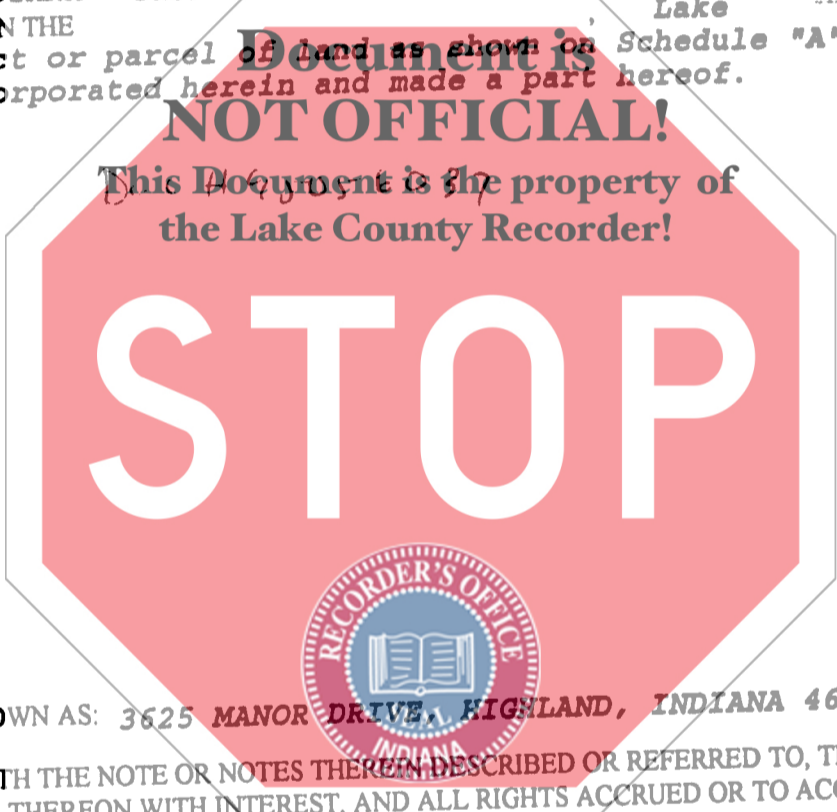 N THE Lake
ct or parcel of land as shown on Schedule "A"
orporated herein and made a part hereof.
Document is
NOT OFFICIAL!
This Document is the property of
the Lake County Recorder!
STOP
RECORDER'S OFFICE
SEAL
INDIANA
OWN AS: 3625 MANOR DRIVE, HIGHLAND, INDIANA 46
TH THE NOTE OR NOTES THEREIN DESCRIBED OR REFERRED TO, T
THEREON WITH INTEREST, AND ALL RIGHTS ACCRUED OR TO AC